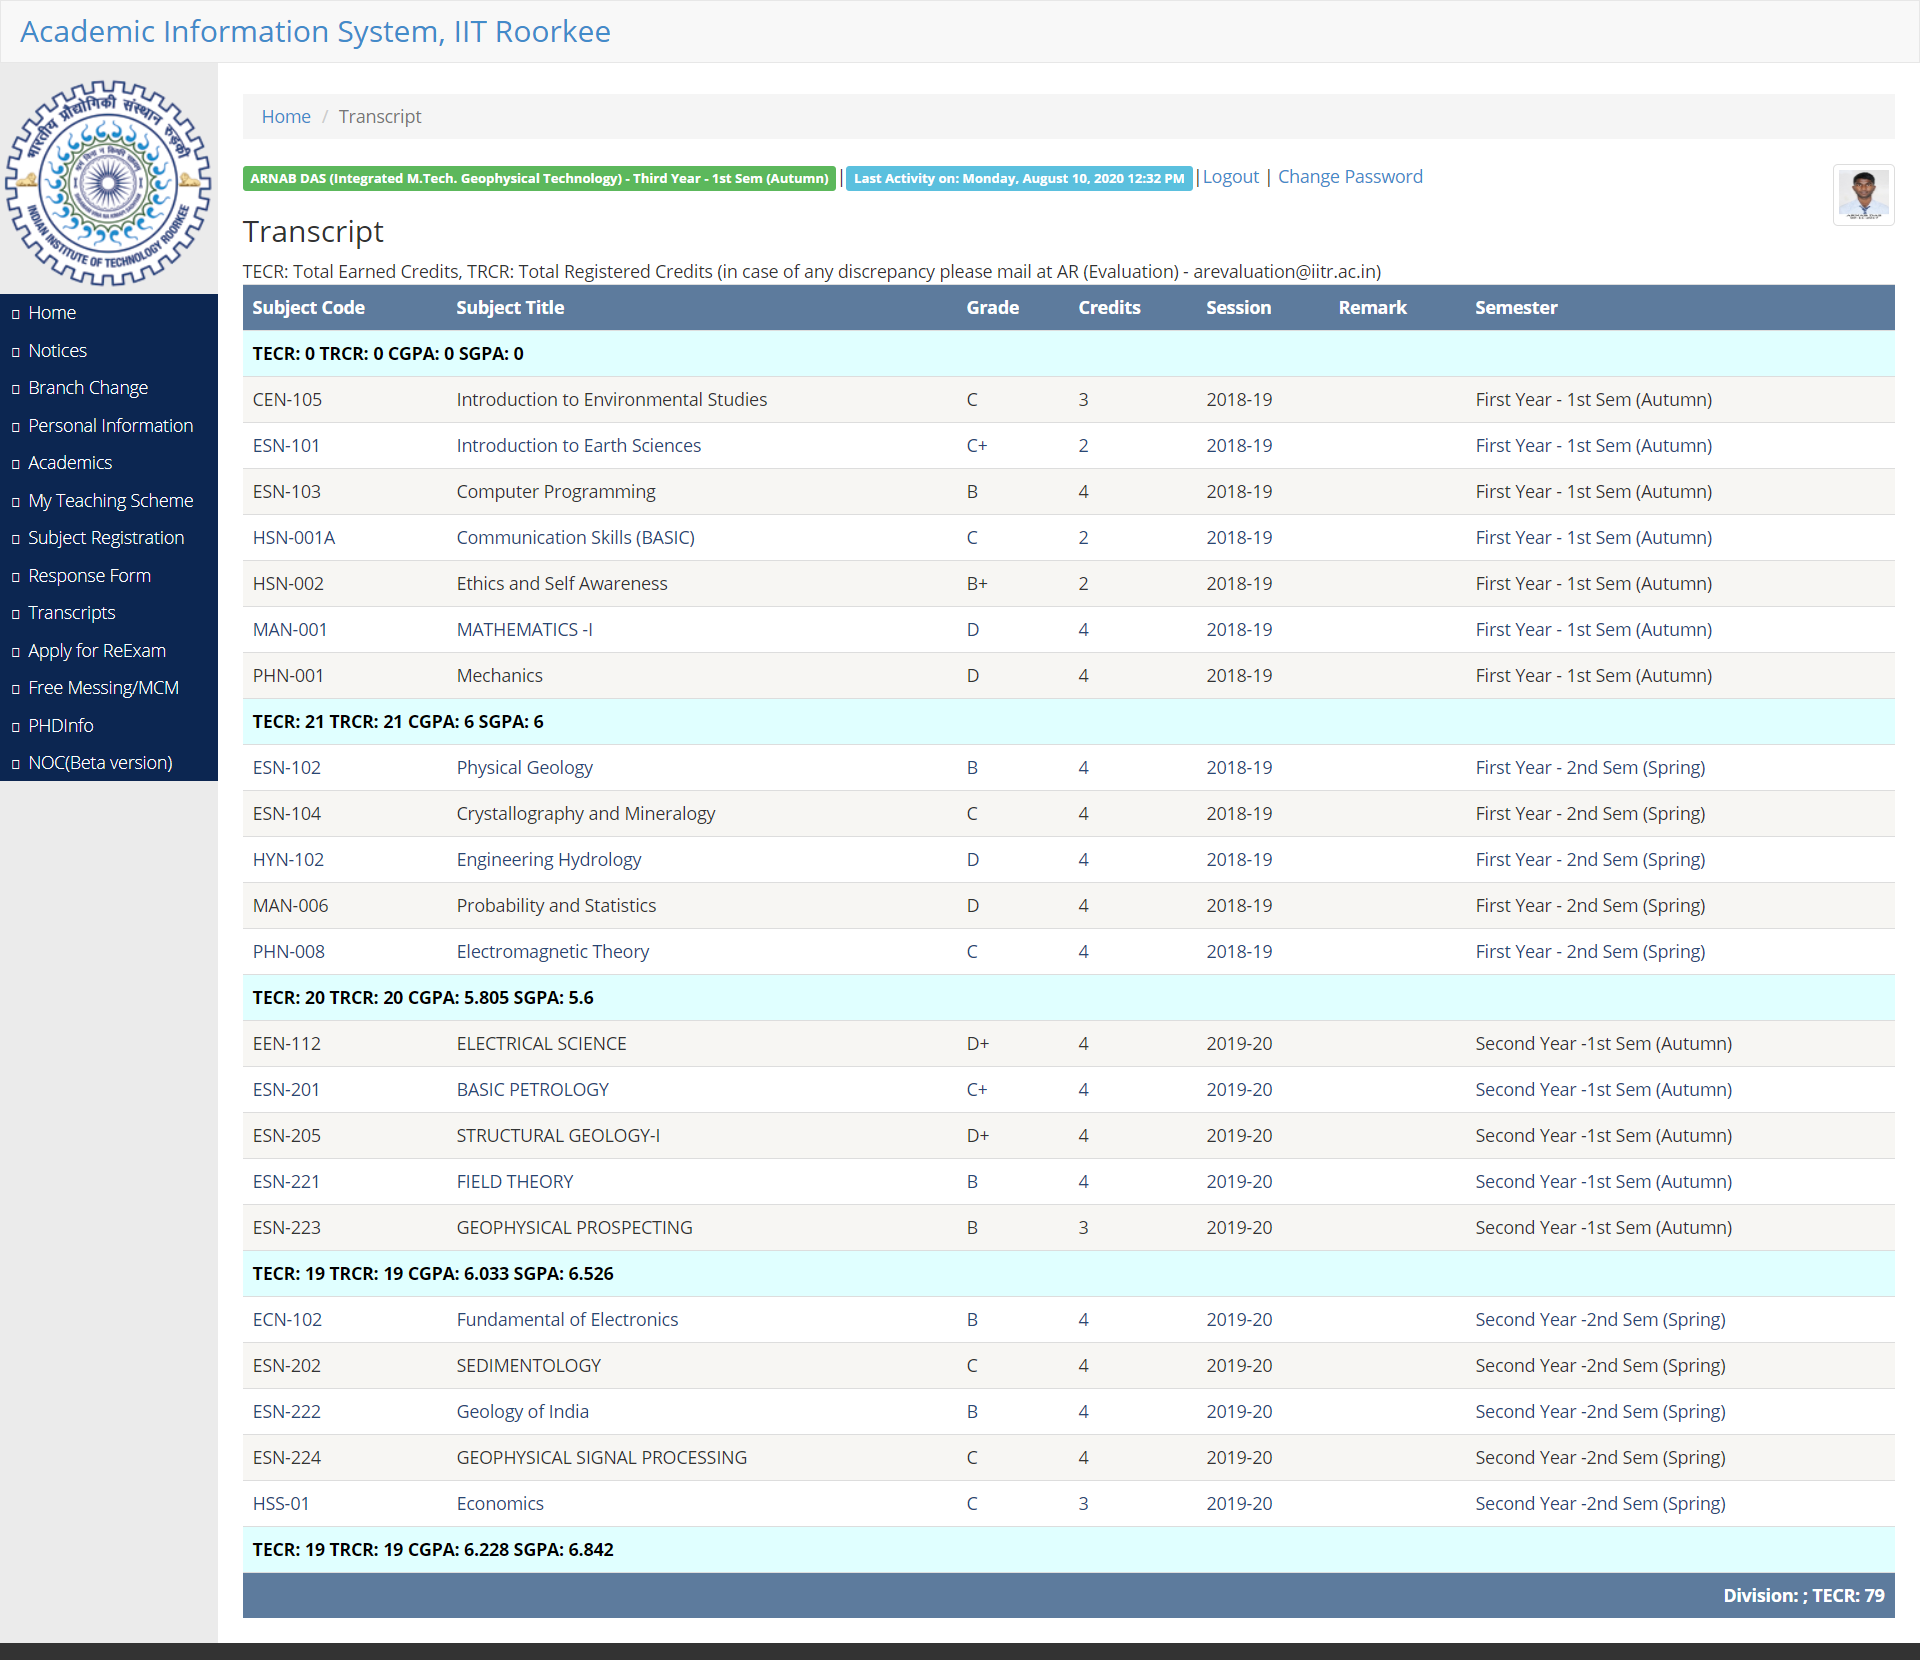 Academic Information System, IIT Roorkee
भारतीय प्रौद्योगिकी संस्थान रुड़की
INDIAN INSTITUTE OF TECHNOLOGY ROORKEE
Home
Notices
Branch Change
Personal Information
Academics
My Teaching Scheme
Subject Registration
Response Form
Transcripts
Apply for ReExam
Free Messing/MCM
PHDInfo
NOC(Beta version)
Home / Transcript
ARNAB DAS (Integrated M.Tech. Geophysical Technology) - Third Year - 1st Sem (Autumn) | Last Activity on: Monday, August 10, 2020 12:32 PM |Logout | Change Password
Transcript
TECR: Total Earned Credits, TRCR: Total Registered Credits (in case of any discrepancy please mail at AR (Evaluation) - arevaluation@iitr.ac.in)
Subject Code Subject Title Grade Credits Session Remark Semester
TECR: 0 TRCR: 0 CGPA: 0 SGPA: 0
CEN-105 Introduction to Environmental Studies C 3 2018-19 First Year - 1st Sem (Autumn)
ESN-101 Introduction to Earth Sciences C+ 2 2018-19 First Year - 1st Sem (Autumn)
ESN-103 Computer Programming B 4 2018-19 First Year - 1st Sem (Autumn)
HSN-001A Communication Skills (BASIC) C 2 2018-19 First Year - 1st Sem (Autumn)
HSN-002 Ethics and Self Awareness B+ 2 2018-19 First Year - 1st Sem (Autumn)
MAN-001 MATHEMATICS -I D 4 2018-19 First Year - 1st Sem (Autumn)
PHN-001 Mechanics D 4 2018-19 First Year - 1st Sem (Autumn)
TECR: 21 TRCR: 21 CGPA: 6 SGPA: 6
ESN-102 Physical Geology B 4 2018-19 First Year - 2nd Sem (Spring)
ESN-104 Crystallography and Mineralogy C 4 2018-19 First Year - 2nd Sem (Spring)
HYN-102 Engineering Hydrology D 4 2018-19 First Year - 2nd Sem (Spring)
MAN-006 Probability and Statistics D 4 2018-19 First Year - 2nd Sem (Spring)
PHN-008 Electromagnetic Theory C 4 2018-19 First Year - 2nd Sem (Spring)
TECR: 20 TRCR: 20 CGPA: 5.805 SGPA: 5.6
EEN-112 ELECTRICAL SCIENCE D+ 4 2019-20 Second Year -1st Sem (Autumn)
ESN-201 BASIC PETROLOGY C+ 4 2019-20 Second Year -1st Sem (Autumn)
ESN-205 STRUCTURAL GEOLOGY-I D+ 4 2019-20 Second Year -1st Sem (Autumn)
ESN-221 FIELD THEORY B 4 2019-20 Second Year -1st Sem (Autumn)
ESN-223 GEOPHYSICAL PROSPECTING B 3 2019-20 Second Year -1st Sem (Autumn)
TECR: 19 TRCR: 19 CGPA: 6.033 SGPA: 6.526
ECN-102 Fundamental of Electronics B 4 2019-20 Second Year -2nd Sem (Spring)
ESN-202 SEDIMENTOLOGY C 4 2019-20 Second Year -2nd Sem (Spring)
ESN-222 Geology of India B 4 2019-20 Second Year -2nd Sem (Spring)
ESN-224 GEOPHYSICAL SIGNAL PROCESSING C 4 2019-20 Second Year -2nd Sem (Spring)
HSS-01 Economics C 3 2019-20 Second Year -2nd Sem (Spring)
TECR: 19 TRCR: 19 CGPA: 6.228 SGPA: 6.842
Division: ; TECR: 79